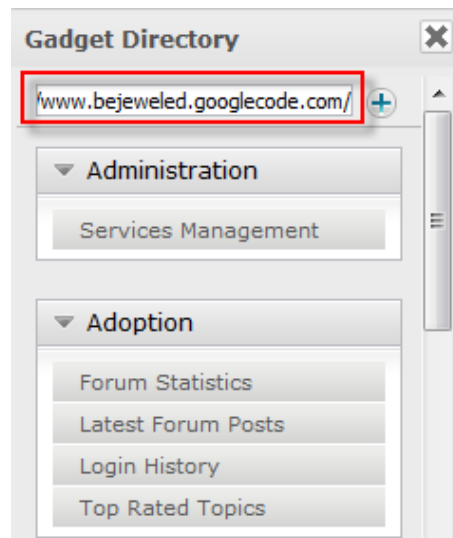 Gadget Directory
/www.bejeweled.googlecode.com/
Administration
Services Management
Adoption
Forum Statistics
Latest Forum Posts
Login History
Top Rated Topics